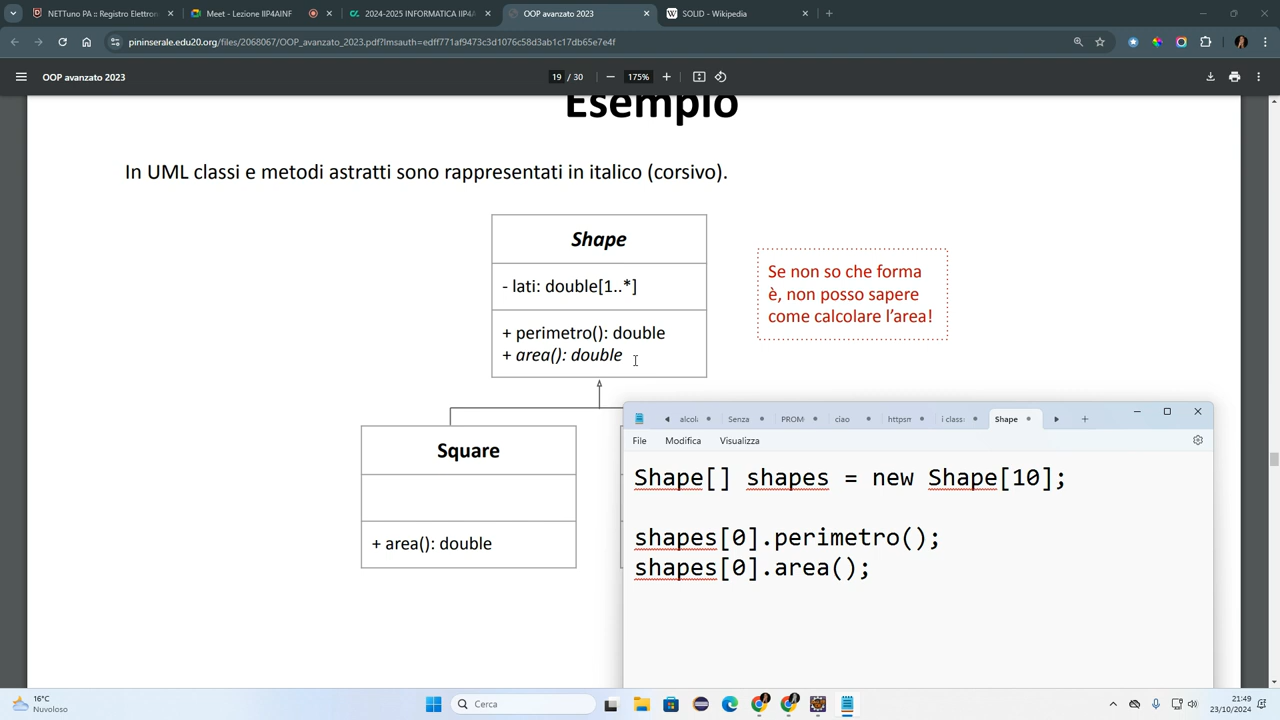 NETTuno PA :: Registro Elettron
Meet - Lezione IIP4AINF
2024-2025 INFORMATICA IIP4A
OOP avanzato 2023
SOLID - Wikipedia
pininserale.edu20.org/files/2068067/OOP_avanzato_2023.pdf?lmsauth=edff771af9473c3d1076c58d3ab1c17db65e7e4f
OOP avanzato 2023
19 / 30
175%
Esempio
In UML classi e metodi astratti sono rappresentati in italico (corsivo).
Shape
- lati: double[1..*]
+ perimetro(): double
+ area(): double
Se non so che forma
è, non posso sapere
come calcolare l'area!
Square
+ area(): double
alcol Senza PROM ciao httpsm i class Shape
File Modifica Visualizza
Shape[] shapes = new Shape[10];
shapes[0].perimetro();
shapes[0].area();
16°C
Nuvoloso
Cerca
21:49
23/10/2024